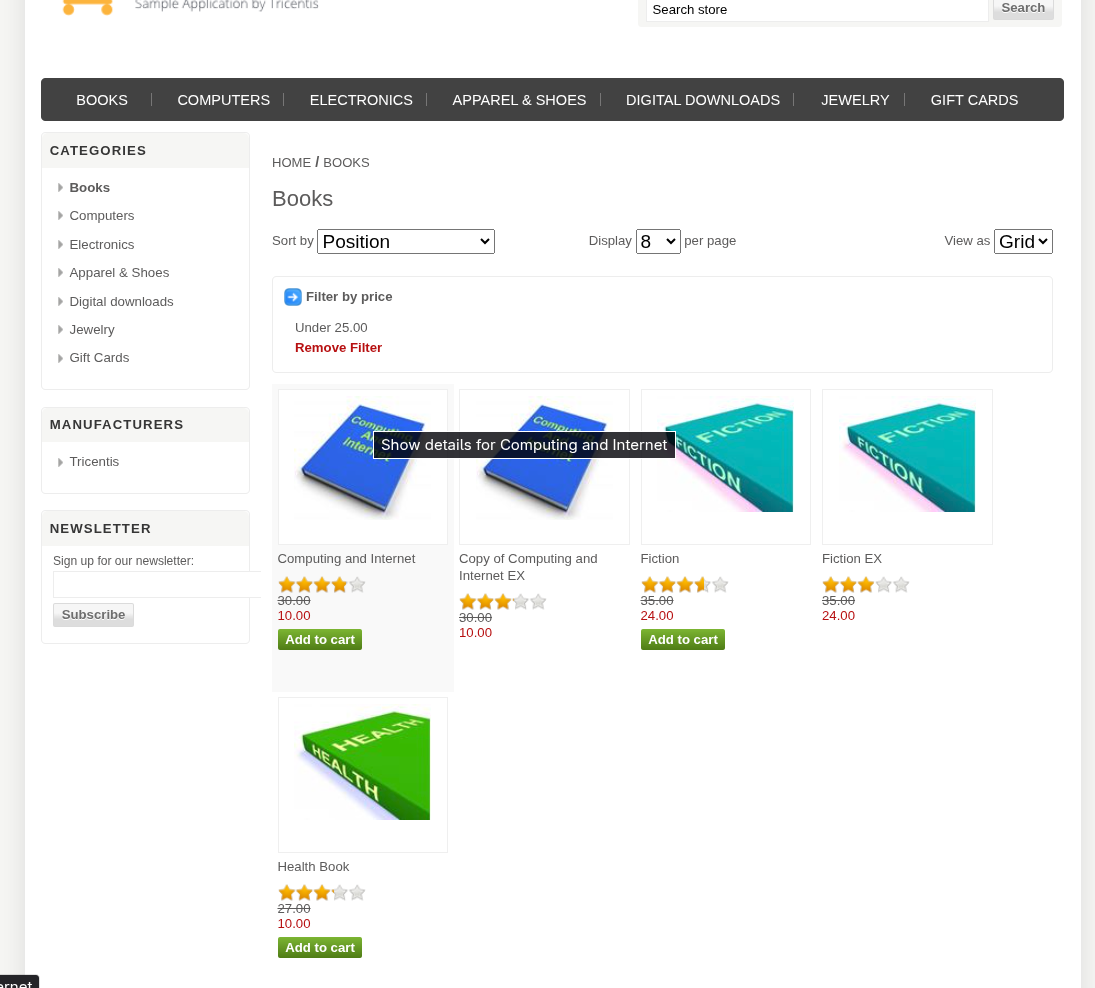 Sample Application by Tricentis
Search store
Search
BOOKS
COMPUTERS
ELECTRONICS
APPAREL & SHOES
DIGITAL DOWNLOADS
JEWELRY
GIFT CARDS
CATEGORIES
Books
Computers
Electronics
Apparel & Shoes
Digital downloads
Jewelry
Gift Cards
MANUFACTURERS
Tricentis
NEWSLETTER
Sign up for our newsletter:
Subscribe
HOME / BOOKS
Books
Sort by Position
Display 8 per page
View as Grid
Filter by price
Under 25.00
Remove Filter
Computing
Show details for Computing and Internet
FICTION
FICTION
FICTION
FICTION
Computing and Internet
30.00
10.00
Add to cart
Copy of Computing and
Internet EX
30.00
10.00
Fiction
35.00
24.00
Add to cart
Fiction EX
35.00
24.00
HEALTH
HEALTH
Health Book
27.00
10.00
Add to cart